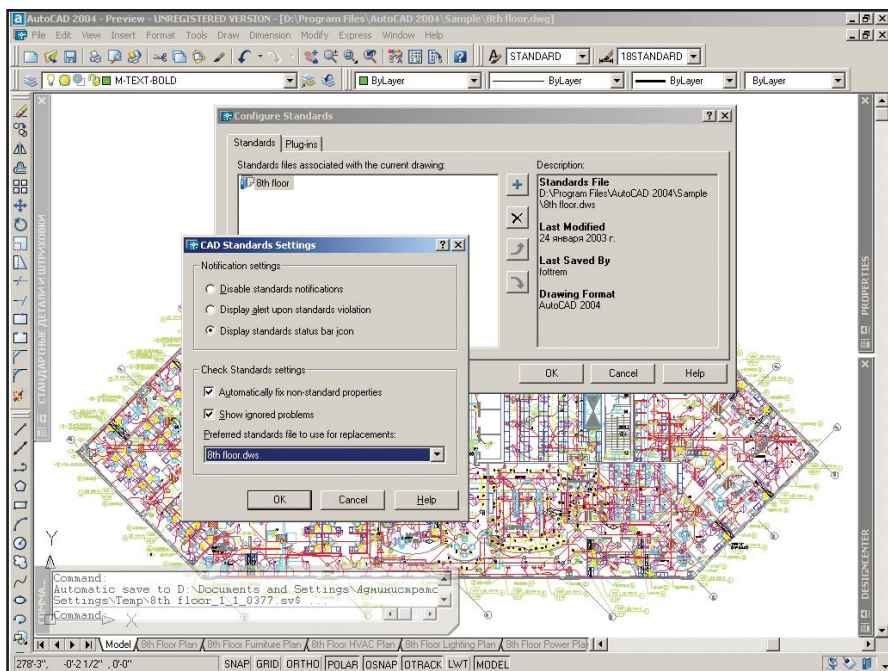 AutoCAD 2004 - Preview - UNREGISTERED VERSION - [D:\Program Files\AutoCAD 2004\Sample\8th floor.dwg]
File Edit View Insert Format Tools Draw Dimension Modify Express Window Help
STANDARD 18STANDARD
M-TEXT-BOLD ByLayer ByLayer ByLayer ByLayer
СТАНДАРТНЫЕ ДЕТАЛИ И ШТРИХОВКИ
Configure Standards
Standards Plug-ins
Standards files associated with the current drawing:
8th floor
Description:
Standards File
D:\Program Files\AutoCAD 2004\Sample
\8th floor.dws
Last Modified
24 января 2003 г.
Last Saved By
fottrem
Drawing Format
AutoCAD 2004
OK Cancel Help
CAD Standards Settings
Notification settings
Disable standards notifications
Display alert upon standards violation
Display standards status bar icon
Check Standards settings
Automatically fix non-standard properties
Show ignored problems
Preferred standards file to use for replacements:
8th floor.dws
OK Cancel Help
PROPERTIES
DESIGNCENTER
Y
X
COMMA...
Command:
Automatic save to D:\Documents and Settings\Администрато
Settings\Temp\8th floor_1_1_0377.sv$ ...
Command:
Model 8th Floor Plan 8th Floor Furniture Plan 8th Floor HVAC Plan 8th Floor Lighting Plan 8th Floor Power Plan
278'-3", -0'-2 1/2" , 0'-0" SNAP GRID ORTHO POLAR OSNAP OTRACK LWT MODEL